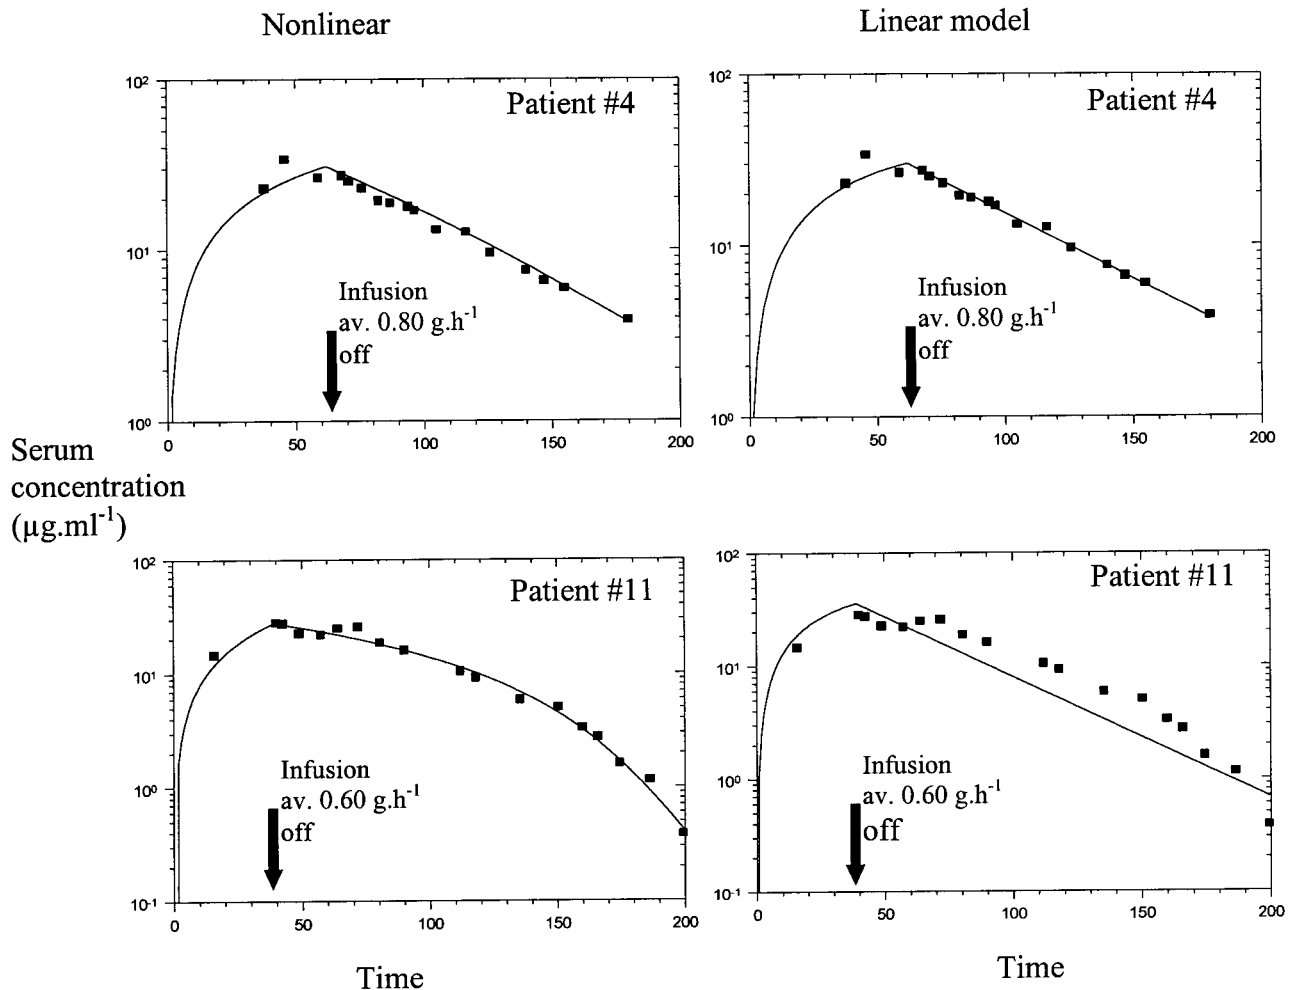 Nonlinear
Linear model
10²
Patient #4
10¹
Infusion
av. 0.80 g.h⁻¹
off
10⁰
0 50 100 150 200
10²
Patient #4
10¹
Infusion
av. 0.80 g.h⁻¹
off
10⁰
0 50 100 150 200
Serum
concentration
(µg.ml⁻¹)
10²
Patient #11
10¹
Infusion
av. 0.60 g.h⁻¹
off
10⁰
10⁻¹
0 50 100 150 200
Time
10²
Patient #11
10¹
Infusion
av. 0.60 g.h⁻¹
off
10⁰
10⁻¹
0 50 100 150 200
Time